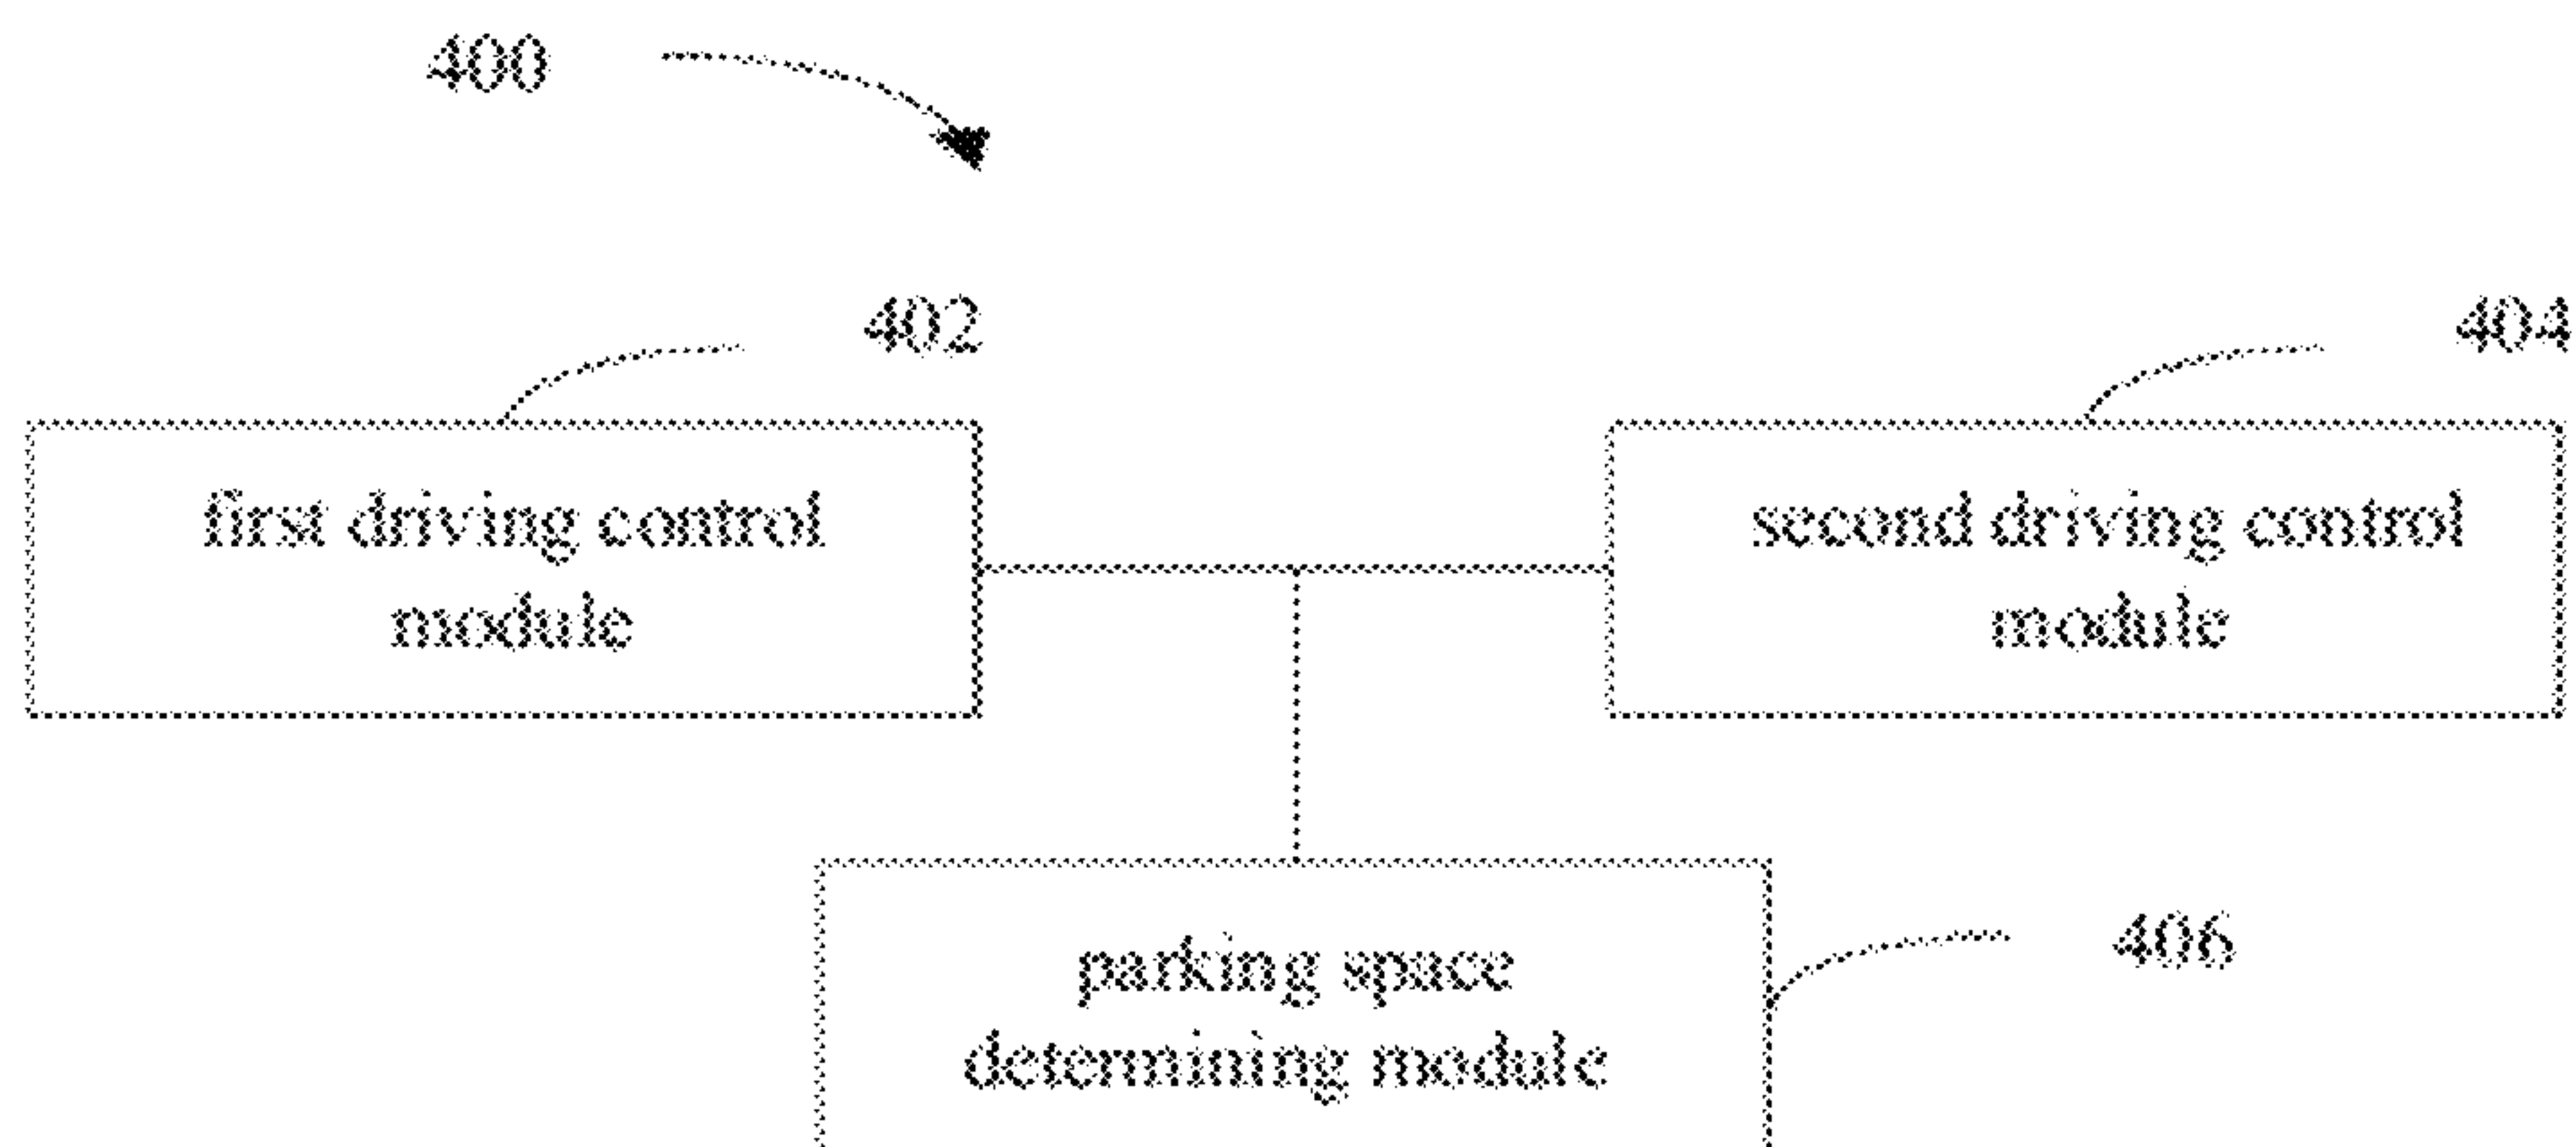 400
402
404
first driving control
module
second driving control
module
406
parking space
determining module